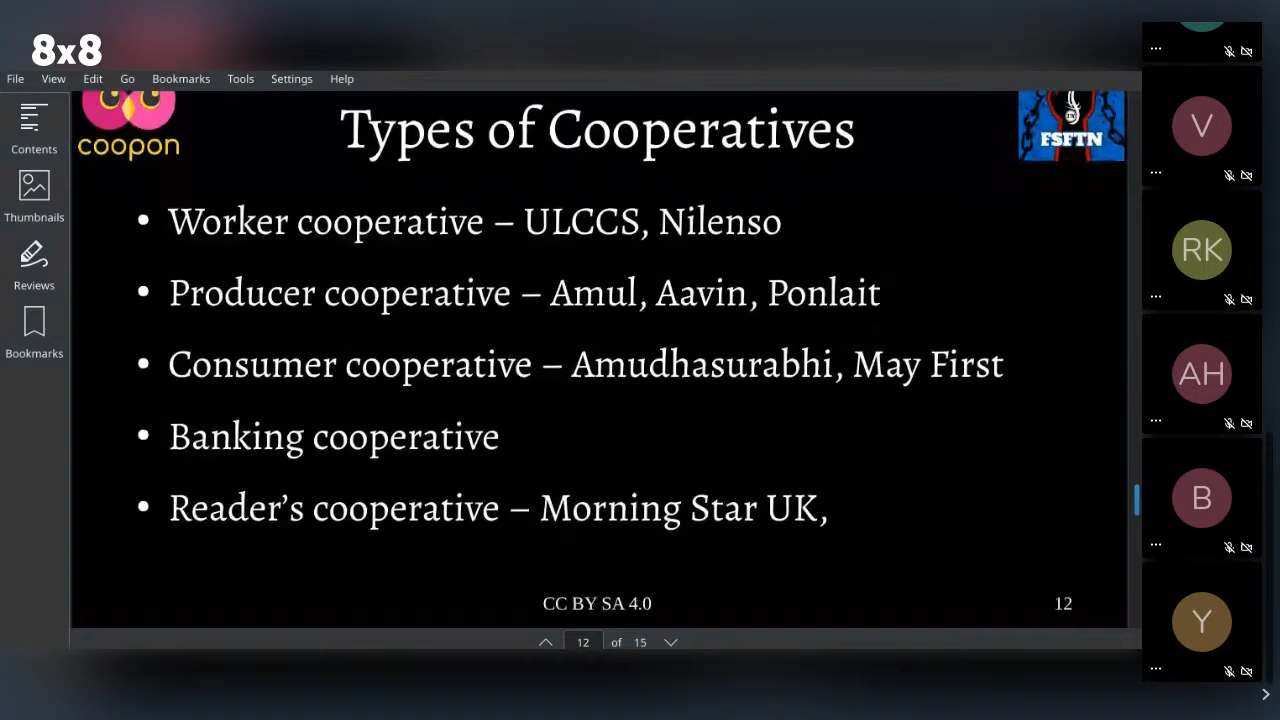 8x8
File View Edit Go Bookmarks Tools Settings Help
Contents
Thumbnails
Reviews
Bookmarks
coopon
Types of Cooperatives
FSFTN
• Worker cooperative – ULCCS, Nilenso
• Producer cooperative – Amul, Aavin, Ponlait
• Consumer cooperative – Amudhasurabhi, May First
• Banking cooperative
• Reader’s cooperative – Morning Star UK,
CC BY SA 4.0
12
12 of 15
V
RK
AH
B
Y